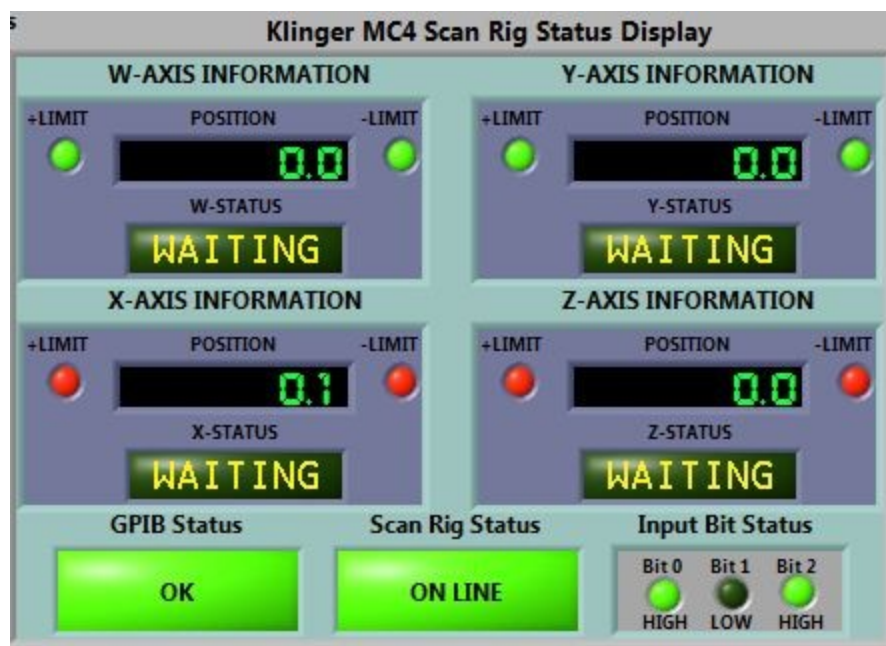 s
Klinger MC4 Scan Rig Status Display
W-AXIS INFORMATION
+LIMIT POSITION -LIMIT
0.0
W-STATUS
WAITING
Y-AXIS INFORMATION
+LIMIT POSITION -LIMIT
0.0
Y-STATUS
WAITING
X-AXIS INFORMATION
+LIMIT POSITION -LIMIT
0.1
X-STATUS
WAITING
Z-AXIS INFORMATION
+LIMIT POSITION -LIMIT
0.0
Z-STATUS
WAITING
GPIB Status
OK
Scan Rig Status
ON LINE
Input Bit Status
Bit 0 Bit 1 Bit 2
HIGH LOW HIGH